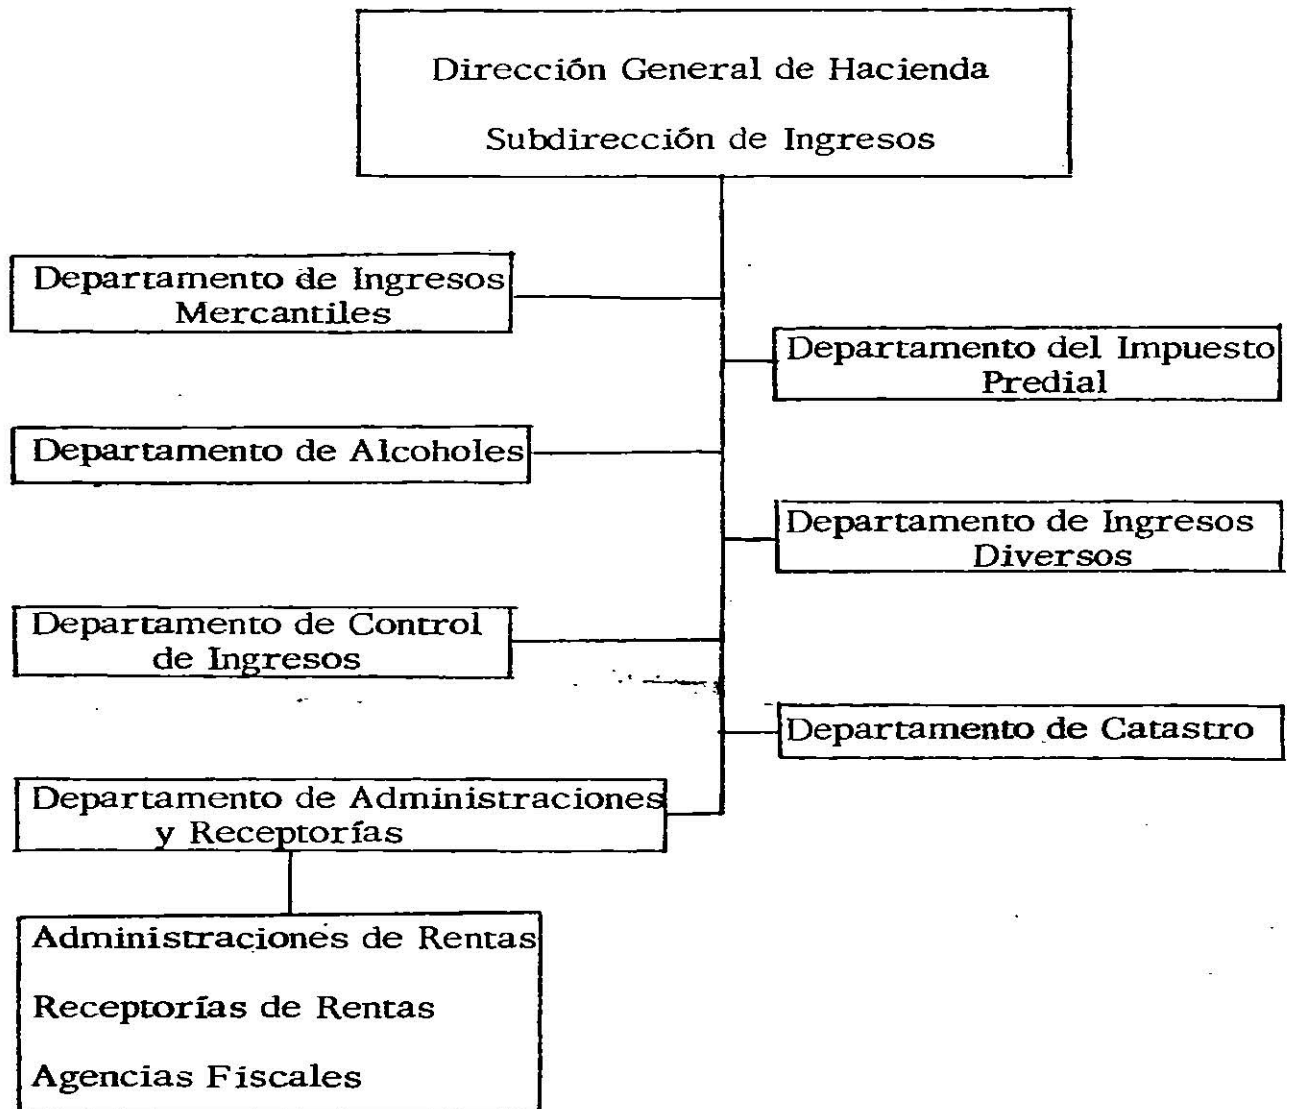 Dirección General de Hacienda
Subdirección de Ingresos
Departamento de Ingresos
Mercantiles
Departamento del Impuesto
Predial
Departamento de Alcoholes
Departamento de Ingresos
Diversos
Departamento de Control
de Ingresos
Departamento de Catastro
Departamento de Administraciones
y Receptorías
Administraciones de Rentas
Receptorías de Rentas
Agencias Fiscales